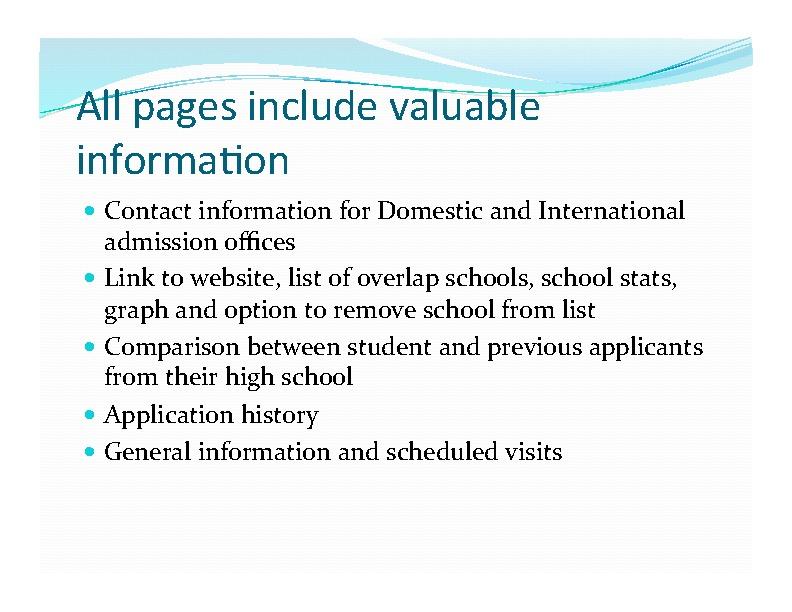 All pages include valuable
information
• Contact information for Domestic and International
admission offices
• Link to website, list of overlap schools, school stats,
graph and option to remove school from list
• Comparison between student and previous applicants
from their high school
• Application history
• General information and scheduled visits